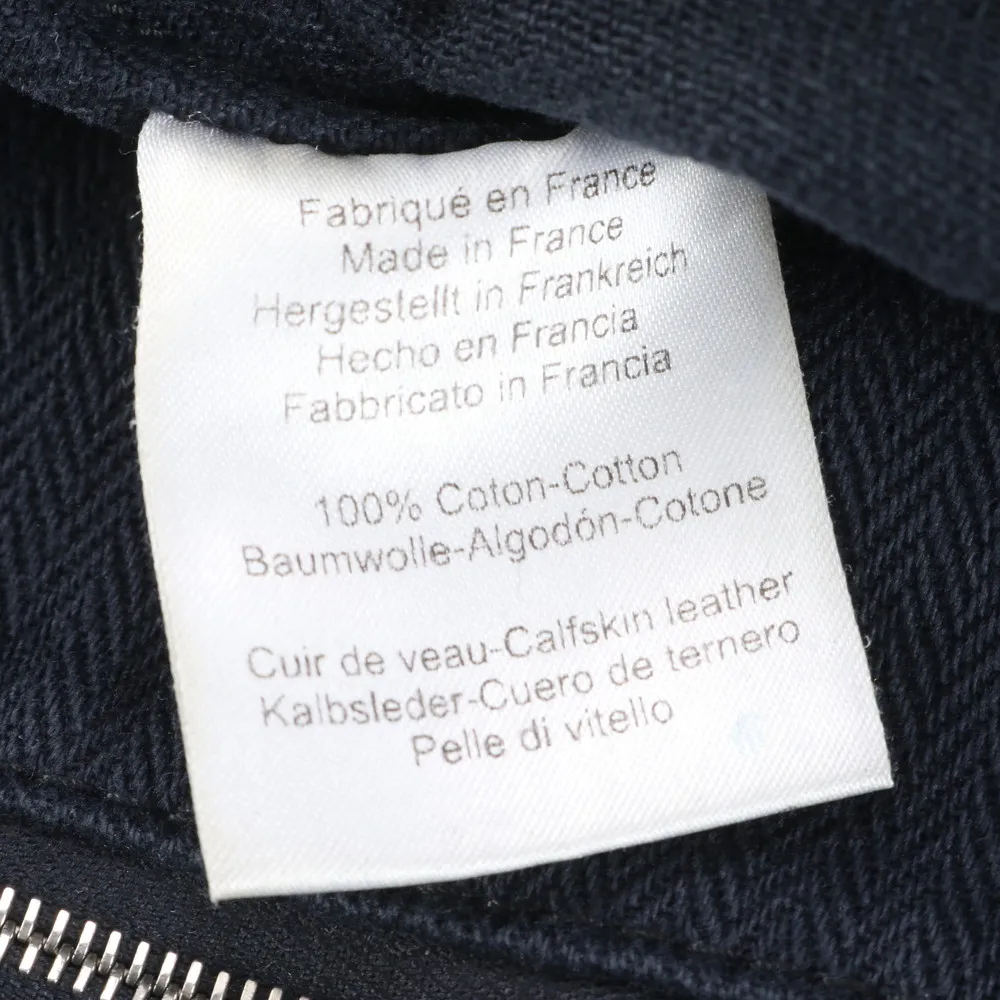 Fabriqué en France
Made in France
Hergestellt in Frankreich
Hecho en Francia
Fabbricato in Francia
100% Coton-Cotton
Baumwolle-Algodón-Cotone
Cuir de veau-Calfskin leather
Kalbsleder-Cuero de ternero
Pelle di vitello